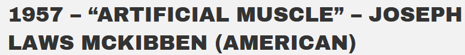 1957 – “ARTIFICIAL MUSCLE” – JOSEPH
LAWS MCKIBBEN (AMERICAN)